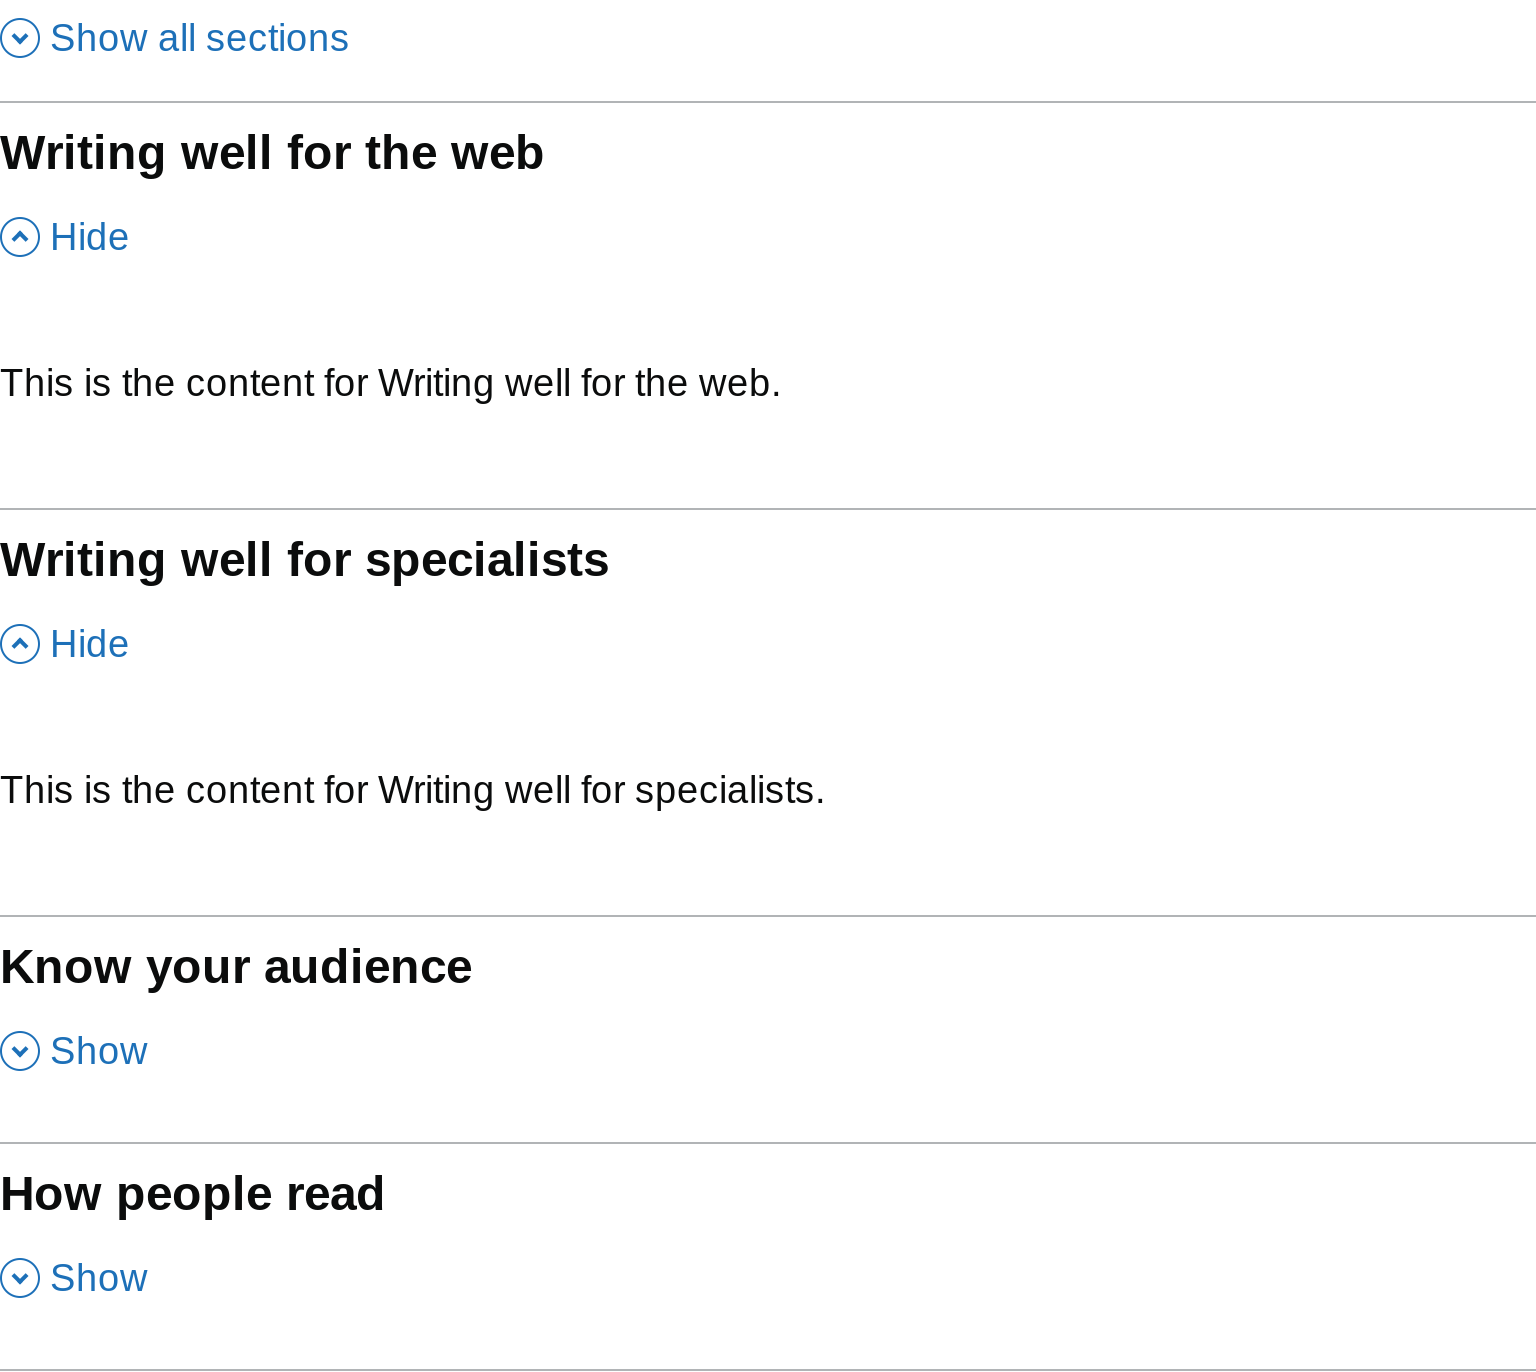 Show all sections
Writing well for the web
Hide
This is the content for Writing well for the web.
Writing well for specialists
Hide
This is the content for Writing well for specialists.
Know your audience
Show
How people read
Show